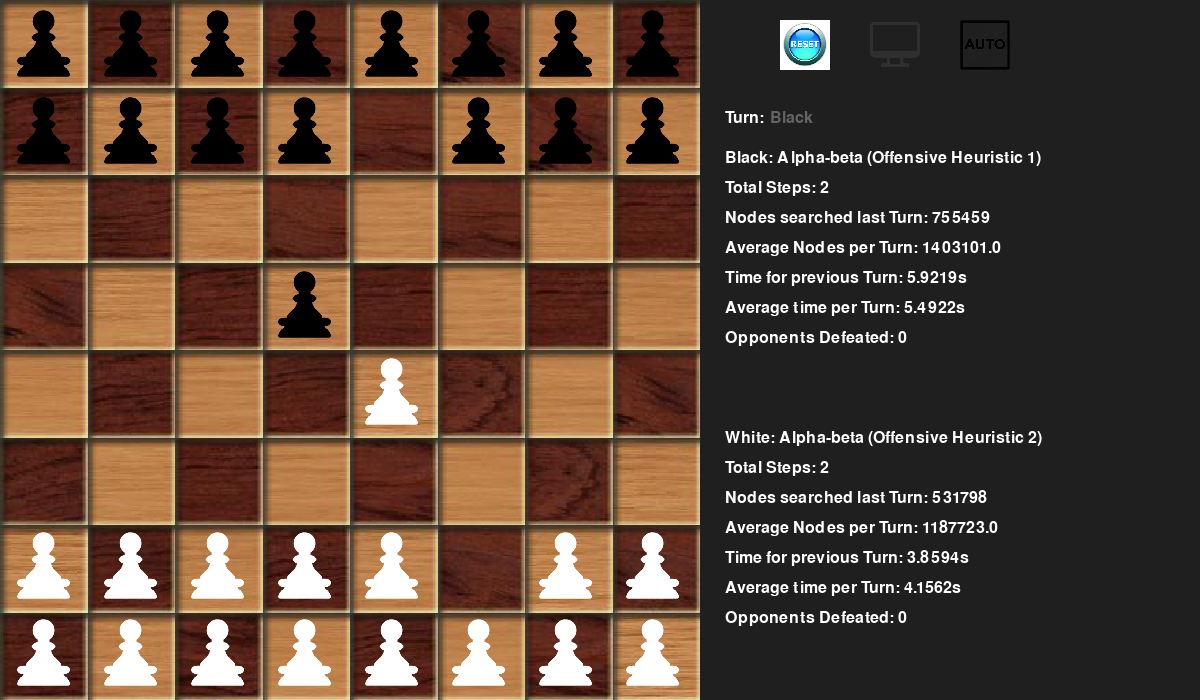 RESET
AUTO
Turn: Black
Black: Alpha-beta (Offensive Heuristic 1)
Total Steps: 2
Nodes searched last Turn: 755459
Average Nodes per Turn: 1403101.0
Time for previous Turn: 5.9219s
Average time per Turn: 5.4922s
Opponents Defeated: 0
White: Alpha-beta (Offensive Heuristic 2)
Total Steps: 2
Nodes searched last Turn: 531798
Average Nodes per Turn: 1187723.0
Time for previous Turn: 3.8594s
Average time per Turn: 4.1562s
Opponents Defeated: 0